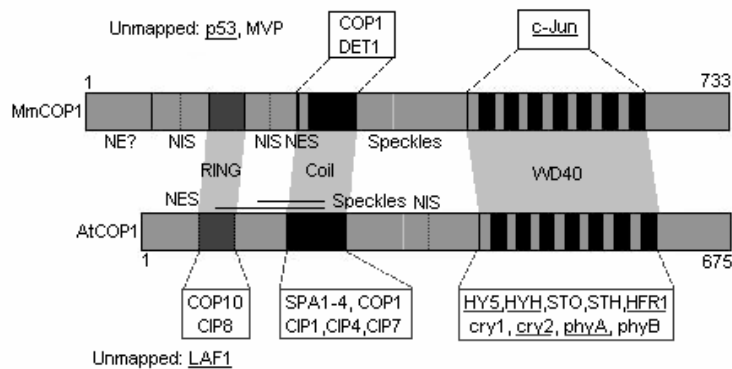 Unmapped: p53, MVP
COP1
DET1
c-Jun
1
733
MmCOP1
NE?
NIS
NIS
NES
Speckles
RING
Coil
WD40
NES
Speckles
NIS
AtCOP1
1
675
COP10
CIP8
SPA1-4, COP1
CIP1,CIP4,CIP7
HY5,HYH,STO,STH,HFR1
cry1, cry2, phyA, phyB
Unmapped: LAF1